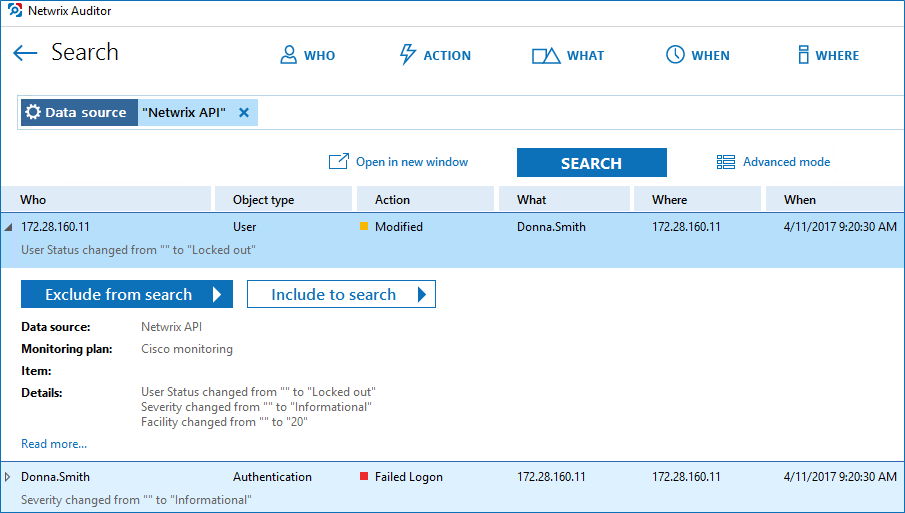 Netwrix Auditor
Search
WHO ACTION WHAT WHEN WHERE
Data source "Netwrix API" ×
Open in new window SEARCH Advanced mode
Who Object type Action What Where When
172.28.160.11 User Modified Donna.Smith 172.28.160.11 4/11/2017 9:20:30 AM
User Status changed from "" to "Locked out"
Exclude from search Include to search
Data source: Netwrix API
Monitoring plan: Cisco monitoring
Item:
Details: User Status changed from "" to "Locked out"
Severity changed from "" to "Informational"
Facility changed from "" to "20"
Read more...
Donna.Smith Authentication Failed Logon 172.28.160.11 172.28.160.11 4/11/2017 9:20:30 AM
Severity changed from "" to "Informational"